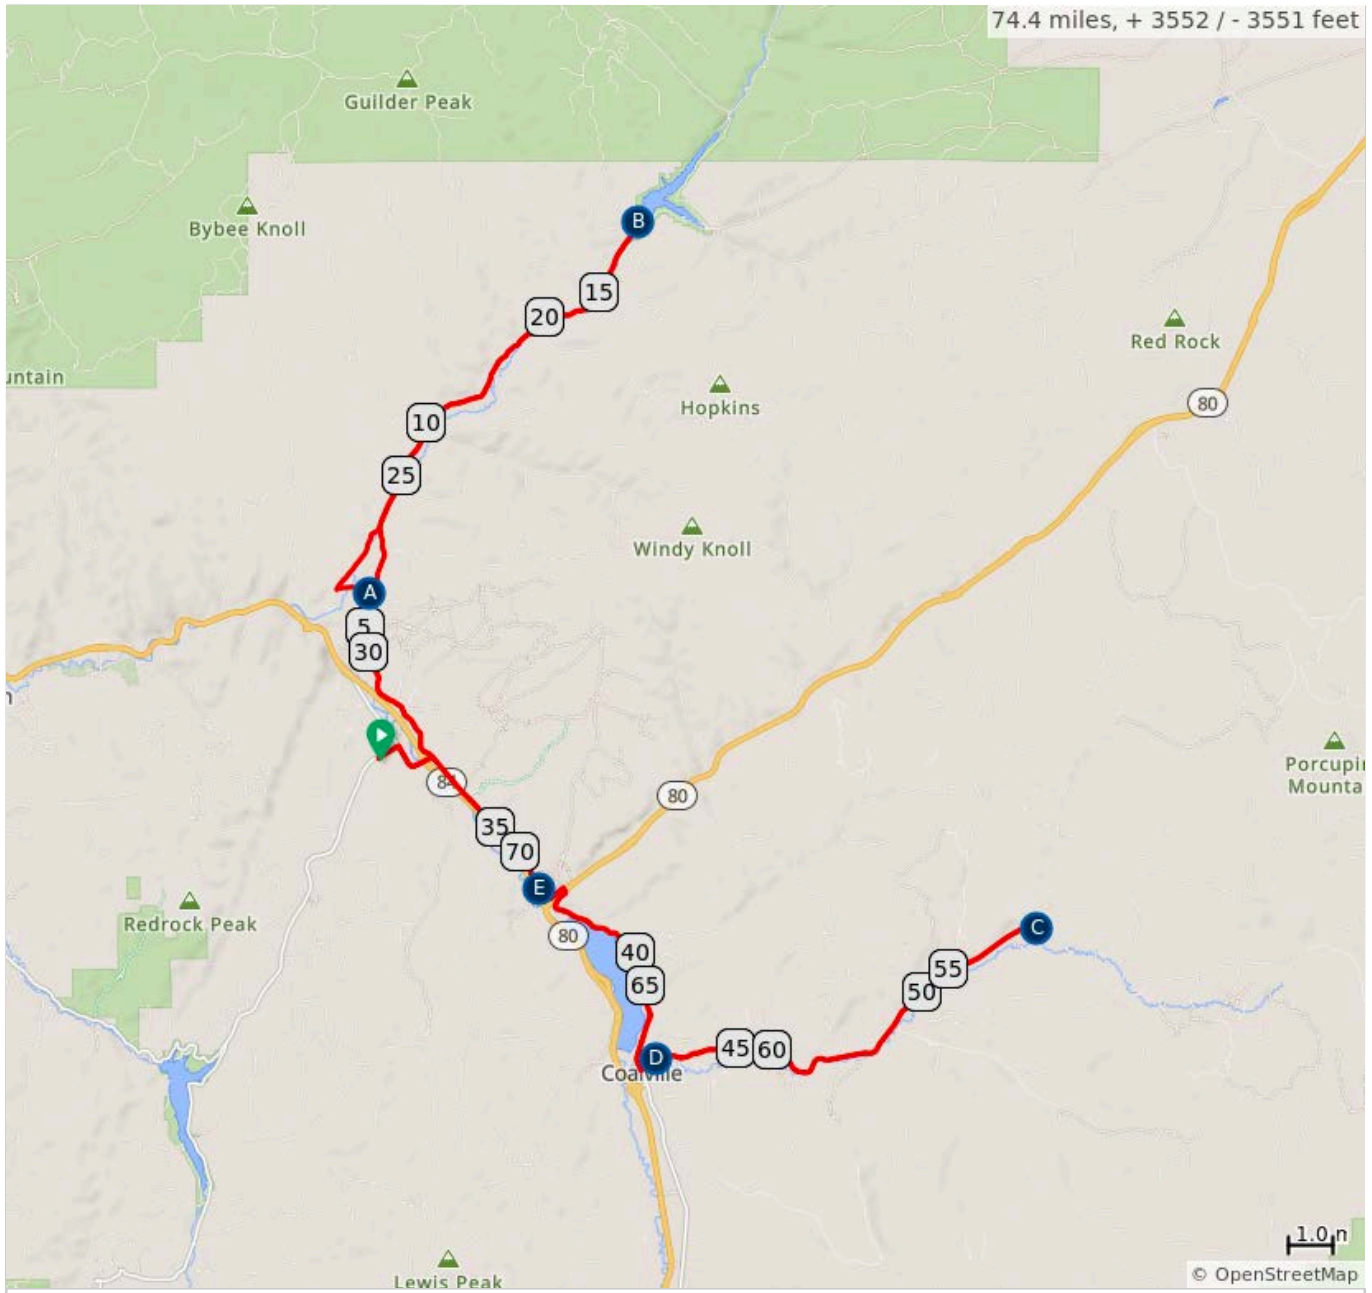 74.4 miles, + 3552 / - 3551 feet
Guilder Peak
Bybee Knoll
B
15
20
Red Rock
untain
80
Hopkins
10
25
Windy Knoll
A
5
30
84
35
80
Porcupi
Mounta
70
E
Redrock Peak
80
40
C
55
65
50
D
45
60
Coalville
1.0
Lewis Peak
© OpenStreetMap